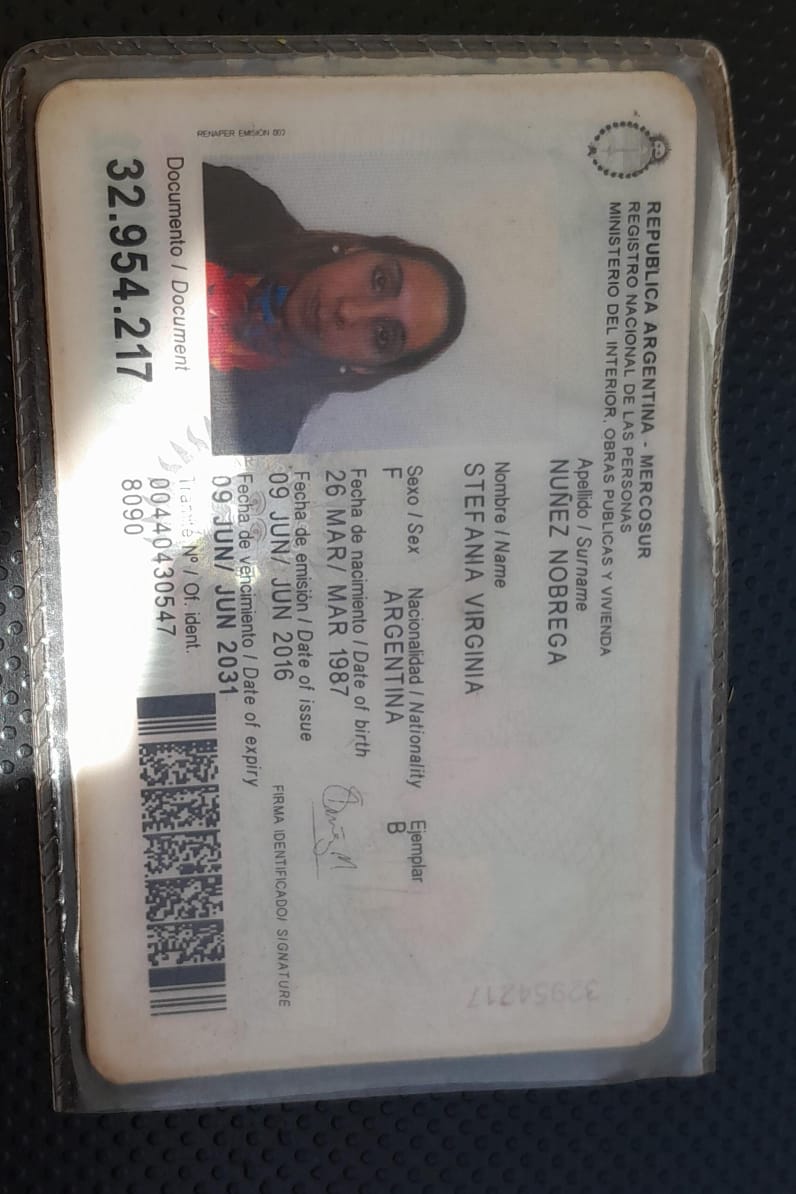 REPUBLICA ARGENTINA - MERCOSUR
REGISTRO NACIONAL DE LAS PERSONAS
MINISTERIO DEL INTERIOR, OBRAS PUBLICAS Y VIVIENDA
RENAPER EMISIÓN 002
Apellido / Surname
NUÑEZ NOBREGA
Nombre / Name
STEFANIA VIRGINIA
Sexo / Sex Nacionalidad / Nationality Ejemplar
F ARGENTINA B
Fecha de nacimiento / Date of birth
26 MAR/ MAR 1987
Fecha de emisión / Date of issue
09 JUN/ JUN 2016
FIRMA IDENTIFICADO/ SIGNATURE
Fecha de vencimiento / Date of expiry
09 JUN/ JUN 2031
Documento / Document
32.954.217
Trámite Nº / Of. ident.
00440430547
8090
32954217